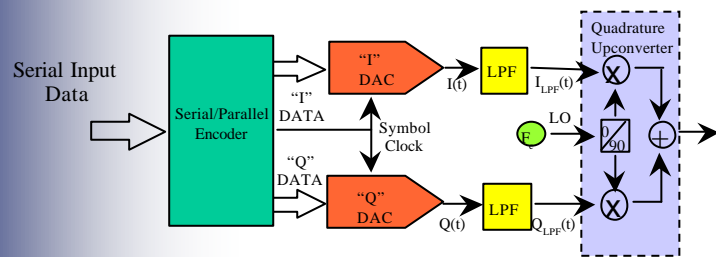 Serial Input
Data
Serial/Parallel
Encoder
"I"
DATA
"Q"
DATA
"I"
DAC
Symbol
Clock
"Q"
DAC
I(t)
Q(t)
LPF
LPF
I_LPF(t)
Q_LPF(t)
LO
Quadrature
Upconverter
X
0
90
+
X